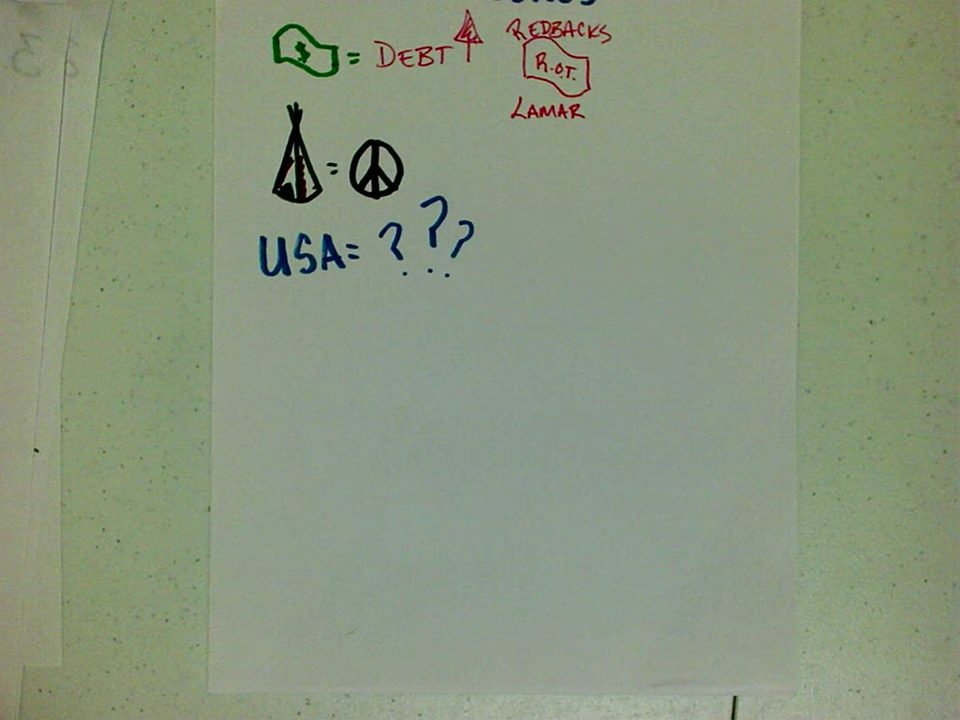 $ = DEBT REDBACKS
R.O.T.
LAMAR
=
USA= ???...